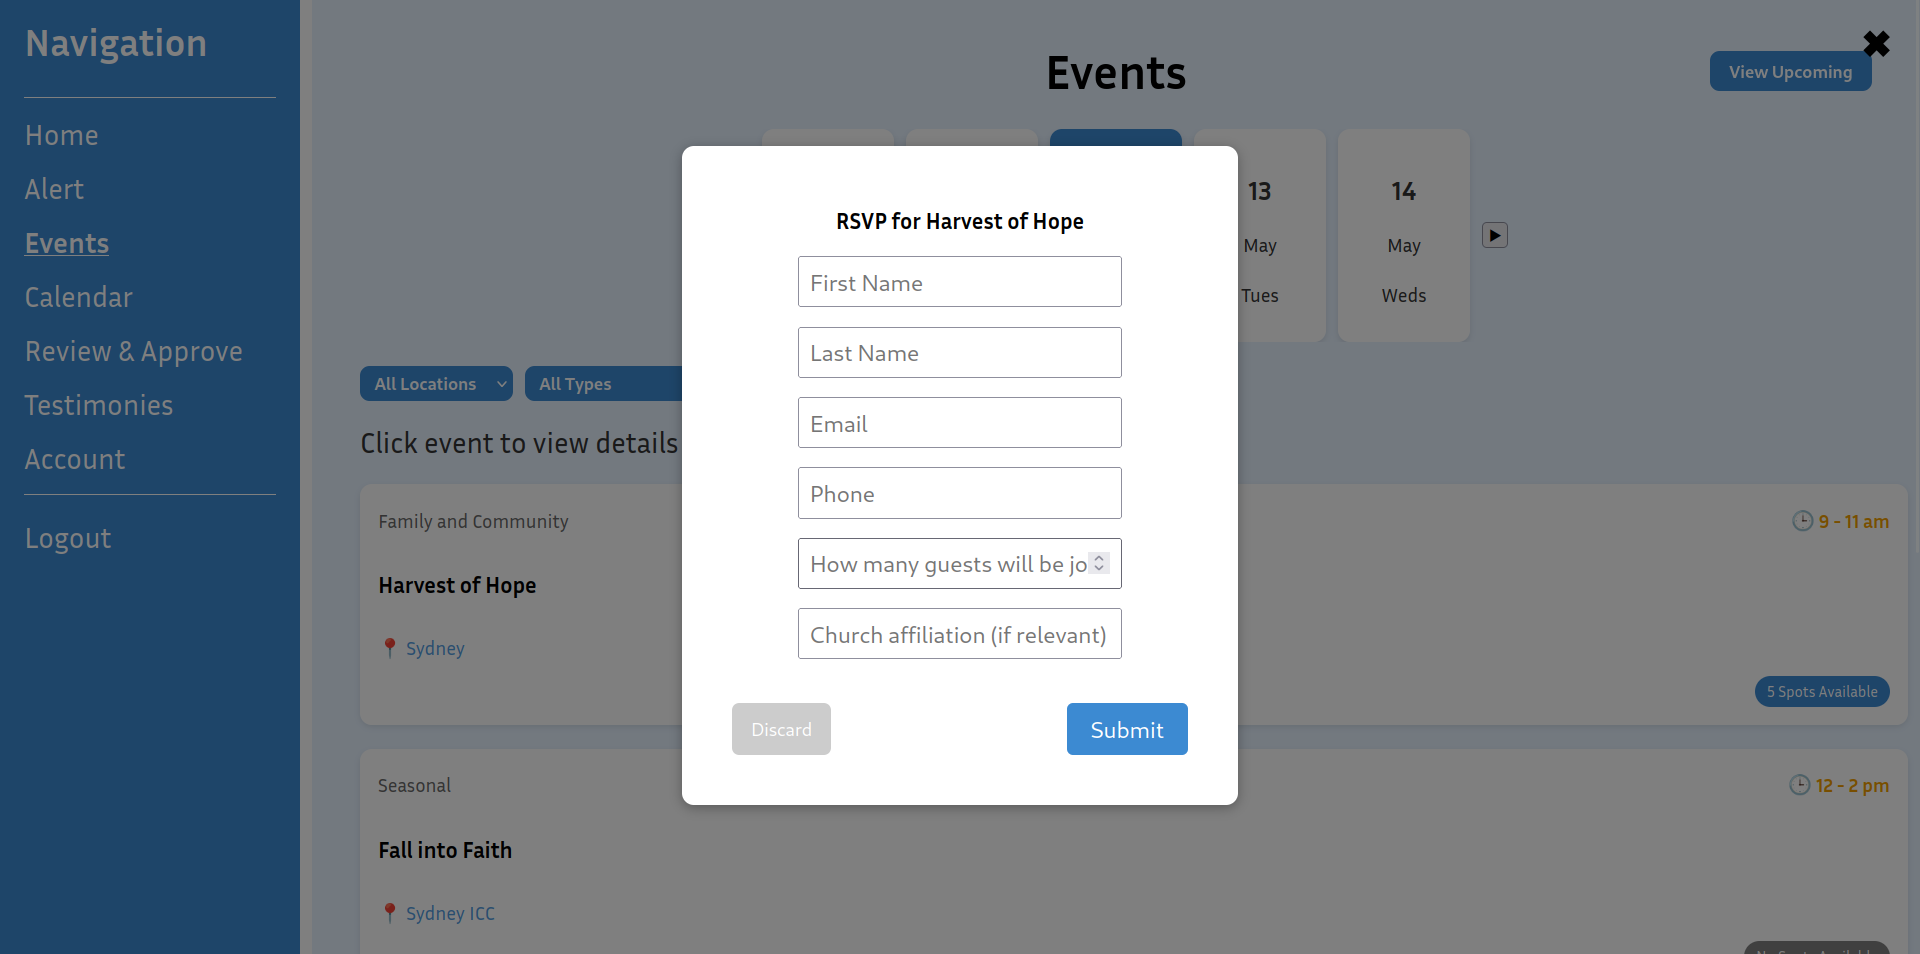 Navigation
Home
Alert
Events
Calendar
Review & Approve
Testimonies
Account
Logout
Events
View Upcoming
13
May
Tues
14
May
Weds
All Locations
All Types
Click event to view details
RSVP for Harvest of Hope
First Name
Last Name
Email
Phone
How many guests will be jo
Church affiliation (if relevant)
Discard
Submit
Family and Community
9 - 11 am
Harvest of Hope
Sydney
5 Spots Available
Seasonal
12 - 2 pm
Fall into Faith
Sydney ICC